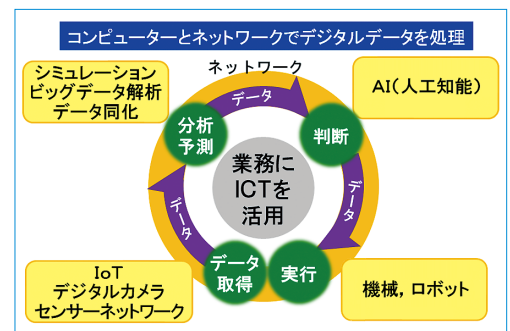 コンピューターとネットワークでデジタルデータを処理
ネットワーク
シミュレーション
ビッグデータ解析
データ同化
AI（人工知能）
データ
分析
予測
判断
業務に
ICTを
活用
データ
データ
データ
取得
実行
IoT
デジタルカメラ
センサーネットワーク
機械，ロボット